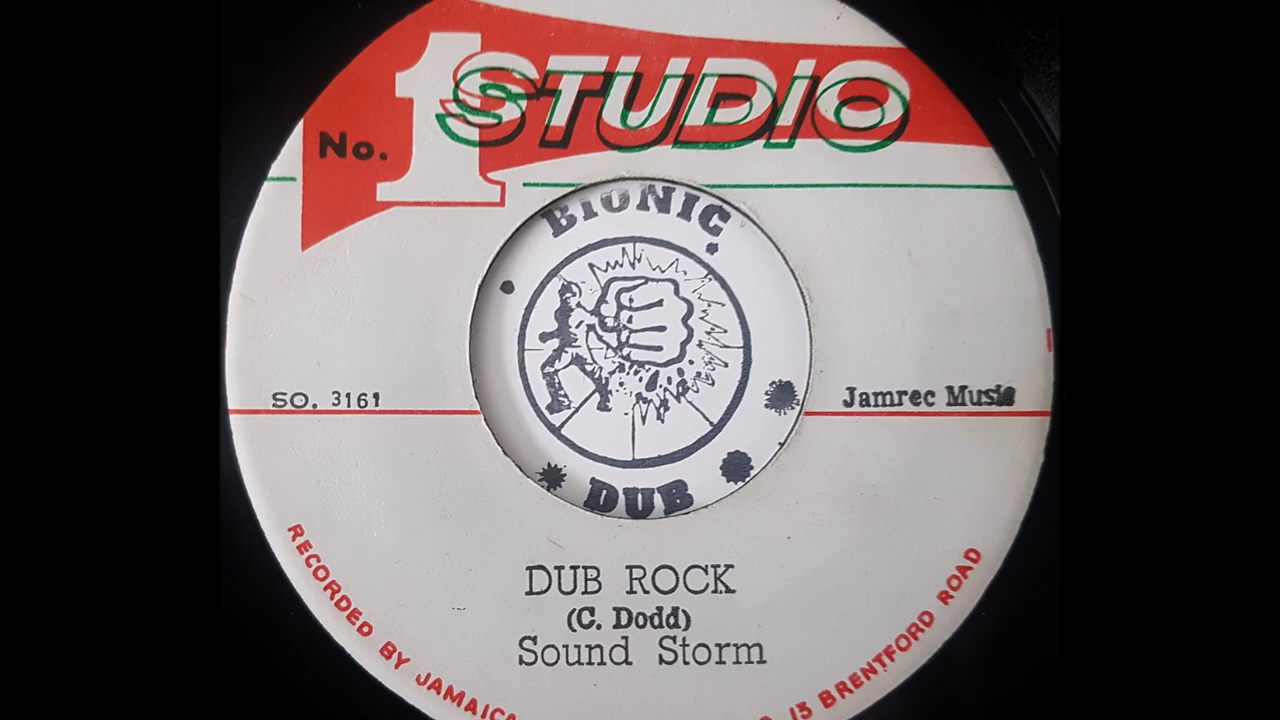 No. 1 STUDIO
BIONIC
DUB
SO. 3161
Jamrec Music
DUB ROCK
(C. Dodd)
Sound Storm
RECORDED BY JAMAICA
13 BRENTFORD ROAD